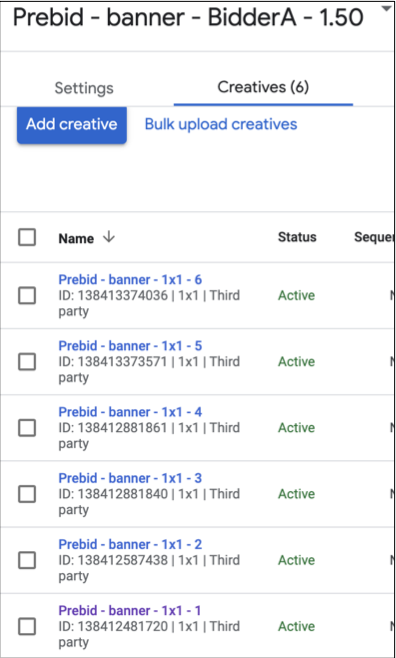 Prebid - banner - BidderA - 1.50
Settings
Creatives (6)
Add creative
Bulk upload creatives
Name
Status
Prebid - banner - 1x1 - 6
ID: 138413374036 | 1x1 | Third
party
Active
Prebid - banner - 1x1 - 5
ID: 138413373571 | 1x1 | Third
party
Active
Prebid - banner - 1x1 - 4
ID: 138412881861 | 1x1 | Third
party
Active
Prebid - banner - 1x1 - 3
ID: 138412881840 | 1x1 | Third
party
Active
Prebid - banner - 1x1 - 2
ID: 138412587438 | 1x1 | Third
party
Active
Prebid - banner - 1x1 - 1
ID: 138412481720 | 1x1 | Third
party
Active